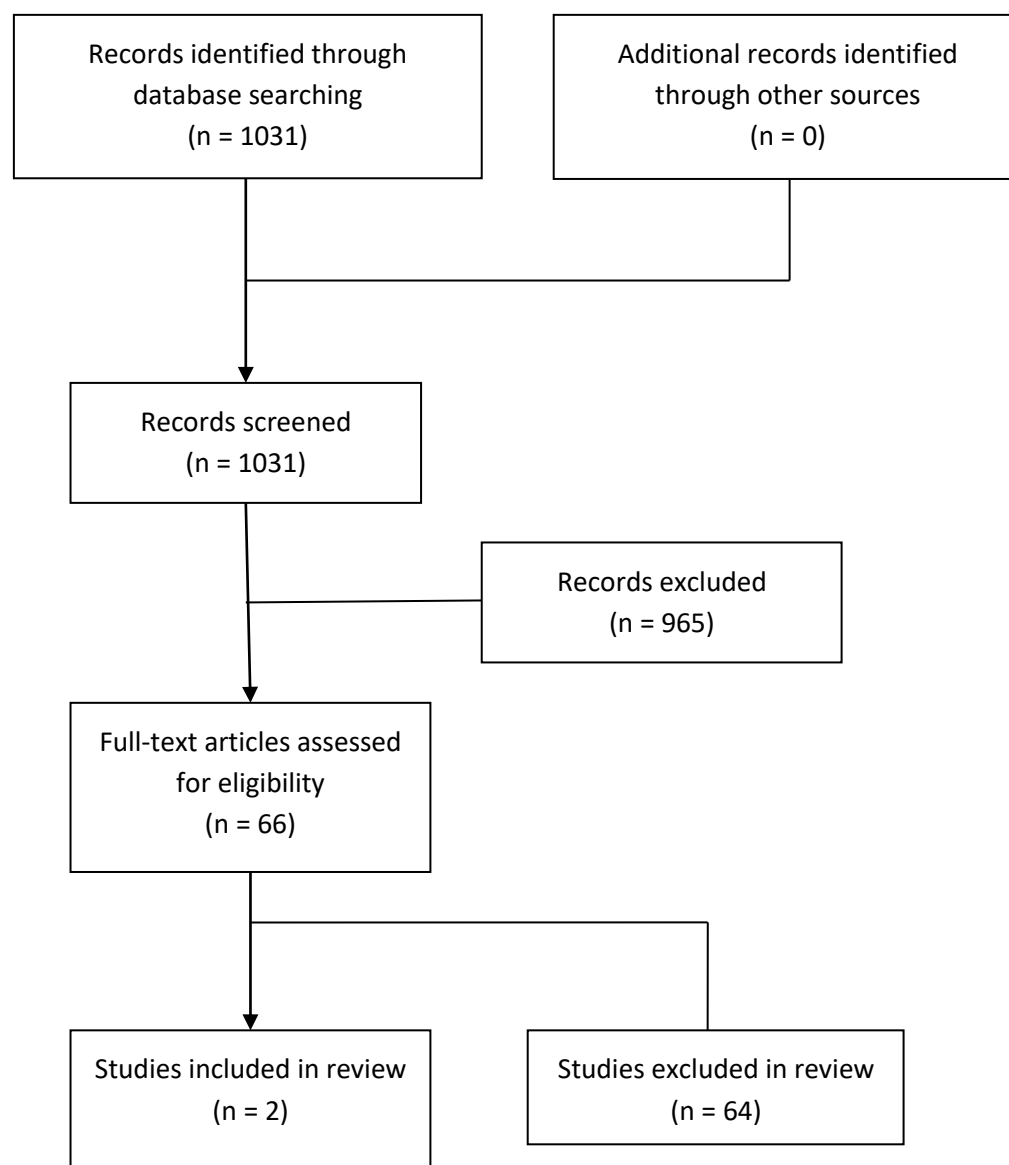 Records identified through
database searching
(n = 1031)
Additional records identified
through other sources
(n = 0)
Records screened
(n = 1031)
Records excluded
(n = 965)
Full-text articles assessed
for eligibility
(n = 66)
Studies included in review
(n = 2)
Studies excluded in review
(n = 64)